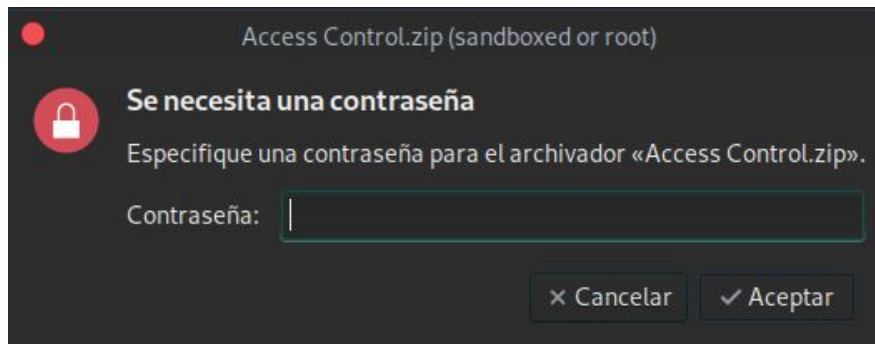 Access Control.zip (sandboxed or root)
Se necesita una contraseña
Especifique una contraseña para el archivador «Access Control.zip».
Contraseña:
Cancelar
Aceptar